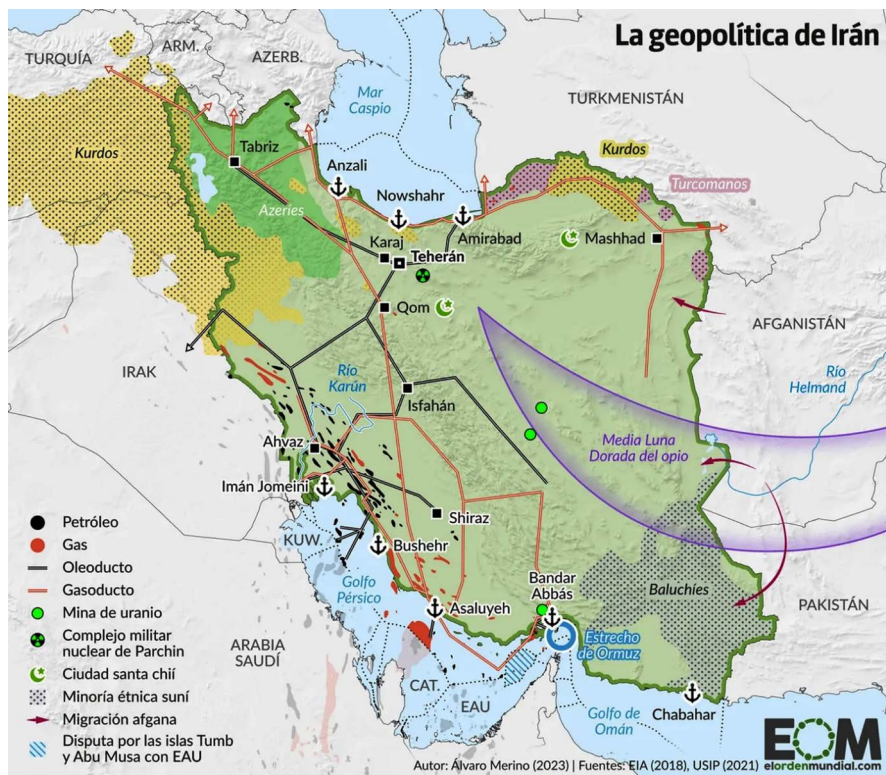 La geopolítica de Irán
TURQUÍA
ARM.
AZERB.
Mar
Caspio
TURKMENISTÁN
Kurdos
Tabriz
Anzali
Kurdos
Turcomanos
Azeríes
Nowshahr
Amirabad
Karaj
Teherán
Mashhad
Qom
AFGANISTÁN
IRAK
Río
Karún
Isfahán
Río
Helmand
Media Luna
Dorada del opio
Ahvaz
Imán Jomeini
Shiraz
KUW.
Bushehr
Golfo
Pérsico
Bandar
Abbás
Baluchíes
PAKISTÁN
Asaluyeh
Estrecho
de Ormuz
ARABIA
SAUDÍ
CAT.
EAU
Golfo de
Omán
Chabahar
Petróleo
Gas
Oleoducto
Gasoducto
Mina de uranio
Complejo militar
nuclear de Parchin
Ciudad santa chií
Minoría étnica suní
Migración afgana
Disputa por las islas Tumb
y Abu Musa con EAU
Autor: Álvaro Merino (2023) | Fuentes: EIA (2018), USIP (2021)
EOM
elordenmundial.com